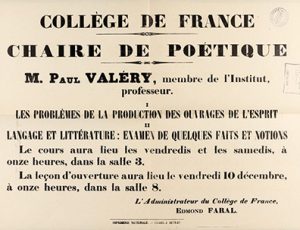 COLLÈGE DE FRANCE
CHAIRE DE POÉTIQUE
M. PAUL VALÉRY, membre de l'Institut,
professeur.
I
LES PROBLÈMES DE LA PRODUCTION DES OUVRAGES DE L'ESPRIT
II
LANGAGE ET LITTÉRATURE : EXAMEN DE QUELQUES FAITS ET NOTIONS
Le cours aura lieu les vendredis et les samedis, à
onze heures, dans la salle 3.
La leçon d'ouverture aura lieu le vendredi 10 décembre,
à onze heures, dans la salle 8.
L'Administrateur du Collège de France,
EDMOND FARAL.
IMPRIMERIE NATIONALE